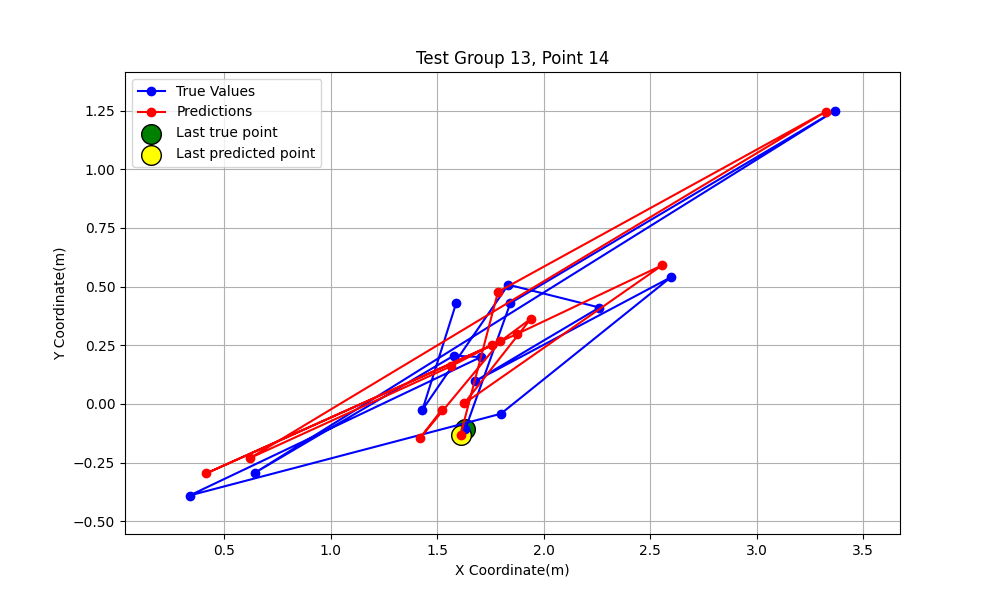 Test Group 13, Point 14
True Values
Predictions
Last true point
Last predicted point
1.25
1.00
0.75
0.50
0.25
0.00
−0.25
−0.50
Y Coordinate(m)
0.5 1.0 1.5 2.0 2.5 3.0 3.5
X Coordinate(m)